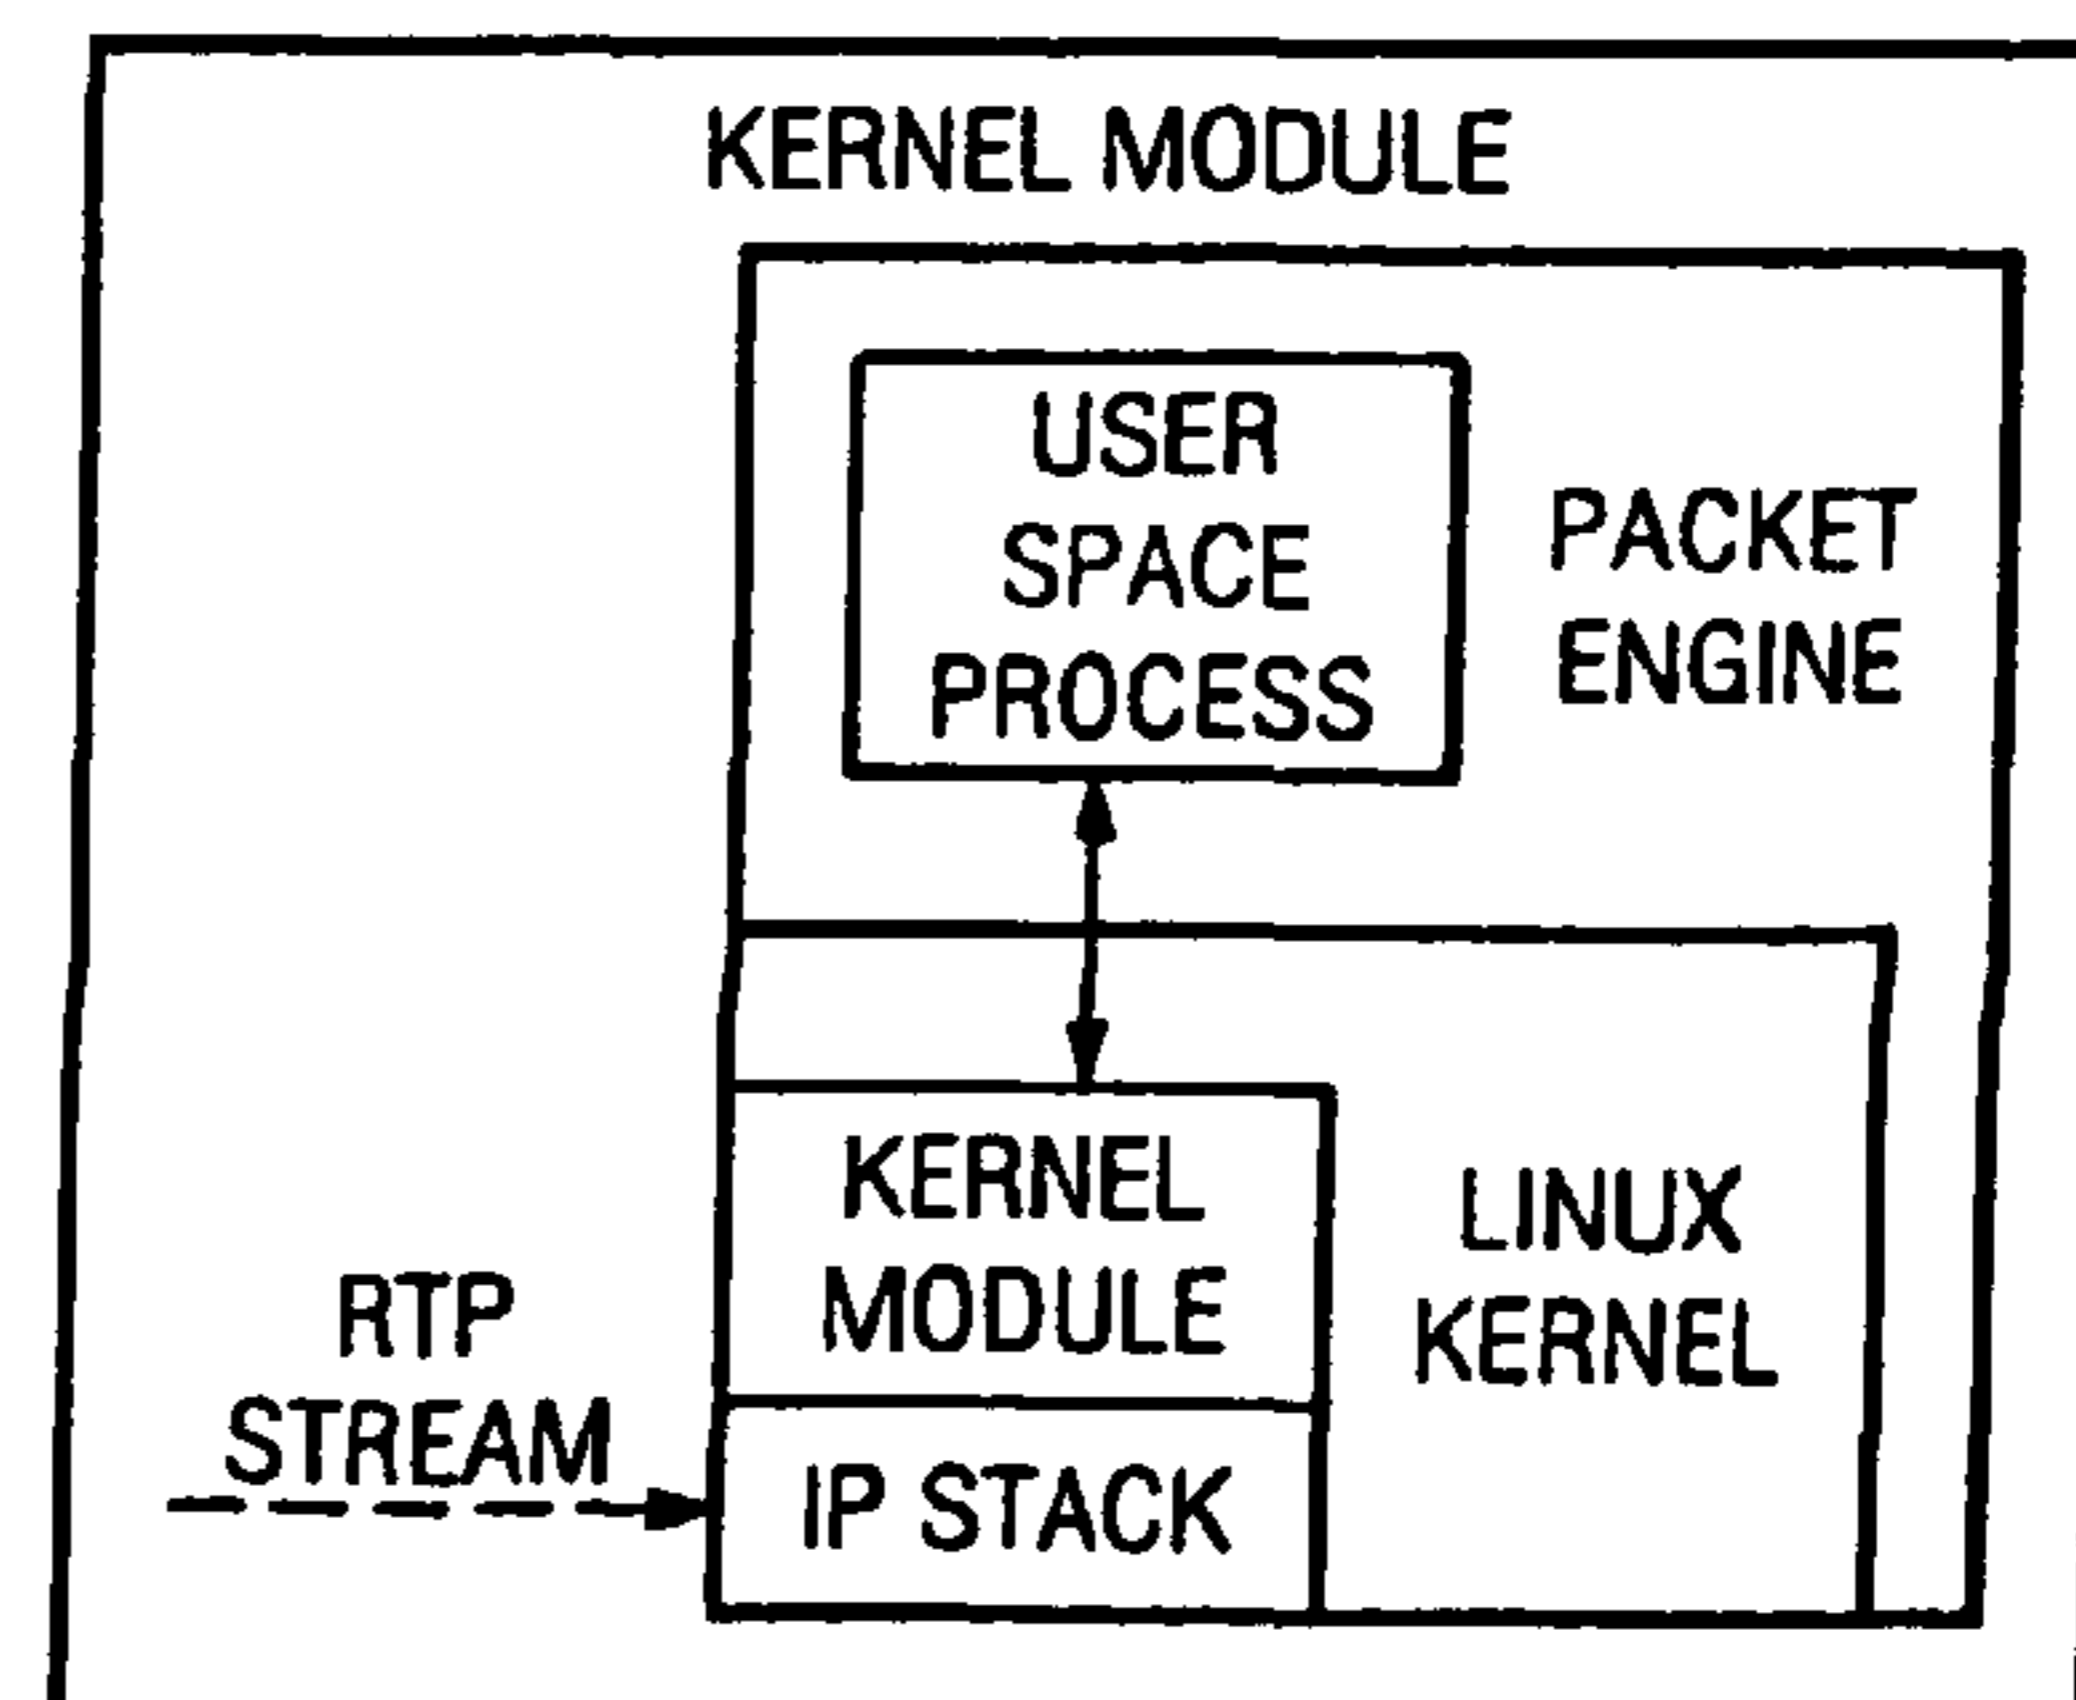 KERNEL MODULE
USER
SPACE
PROCESS
PACKET
ENGINE
KERNEL
MODULE
LINUX
KERNEL
RTP
STREAM
IP STACK